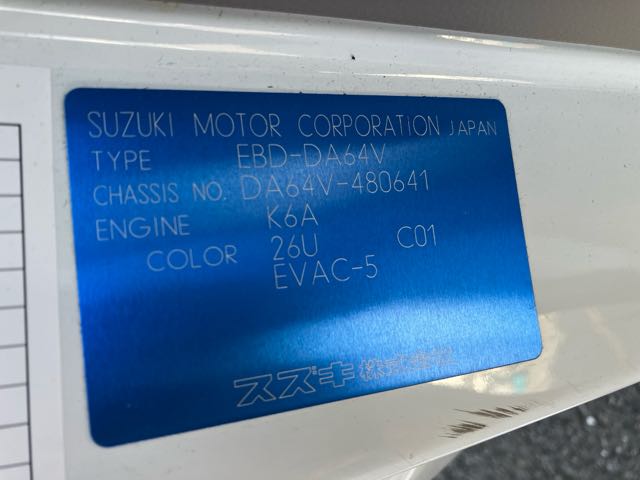 SUZUKI MOTOR CORPORATION JAPAN
TYPE EBD-DA64V
CHASSIS NO. DA64V-480641
ENGINE K6A
COLOR 26U C01
EVAC-5
スズキ株式会社